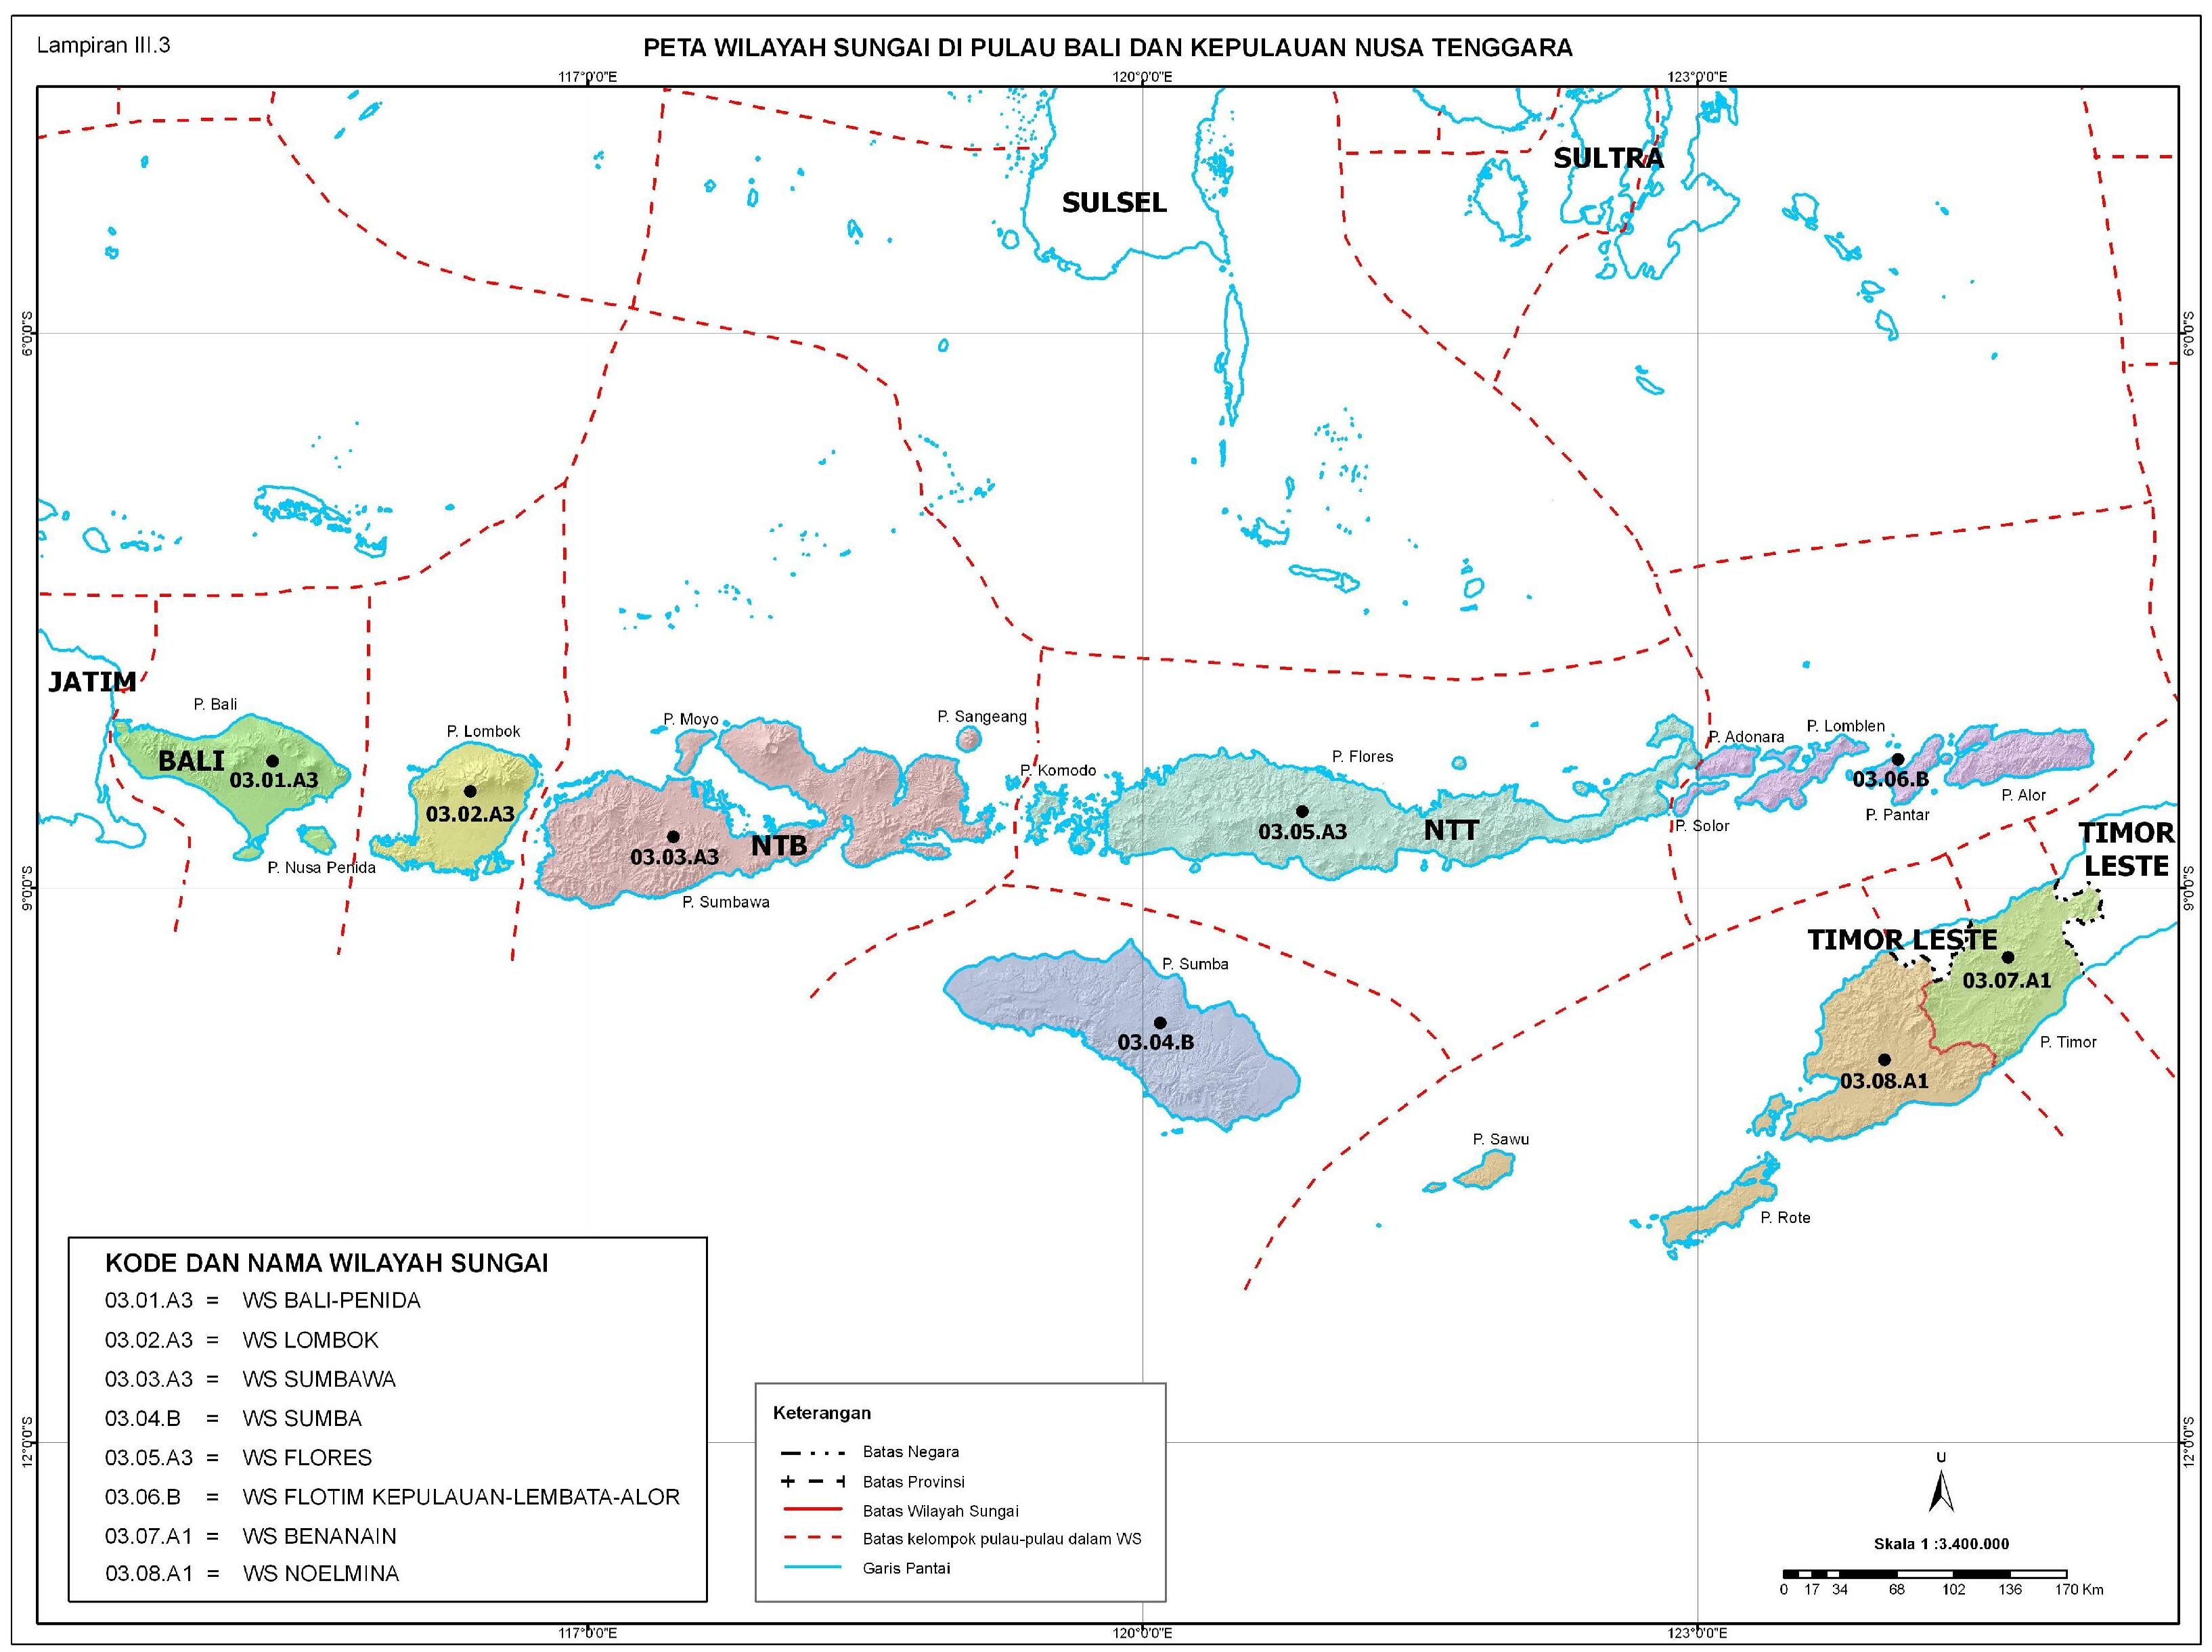 Lampiran III.3
PETA WILAYAH SUNGAI DI PULAU BALI DAN KEPULAUAN NUSA TENGGARA
117°0'0"E
120°0'0"E
123°0'0"E
SULTRA
SULSEL
6°0'0"S
6°0'0"S
JATIM
P. Bali
P. Lombok
P. Moyo
P. Sangeang
P. Komodo
P. Flores
P. Adonara
P. Lomblen
BALI
03.01.A3
03.02.A3
03.03.A3
NTB
03.05.A3
NTT
03.06.B
P. Solor
P. Pantar
P. Alor
P. Nusa Penida
P. Sumbawa
TIMOR
LESTE
9°0'0"S
9°0'0"S
TIMOR LESTE
P. Sumba
03.07.A1
03.04.B
P. Timor
03.08.A1
P. Sawu
P. Rote
KODE DAN NAMA WILAYAH SUNGAI
03.01.A3 = WS BALI-PENIDA
03.02.A3 = WS LOMBOK
03.03.A3 = WS SUMBAWA
03.04.B = WS SUMBA
03.05.A3 = WS FLORES
03.06.B = WS FLOTIM KEPULAUAN-LEMBATA-ALOR
03.07.A1 = WS BENANAIN
03.08.A1 = WS NOELMINA
Keterangan
Batas Negara
Batas Provinsi
Batas Wilayah Sungai
Batas kelompok pulau-pulau dalam WS
Garis Pantai
12°0'0"S
12°0'0"S
U
Skala 1 :3.400.000
0 17 34 68 102 136 170 Km
117°0'0"E
120°0'0"E
123°0'0"E